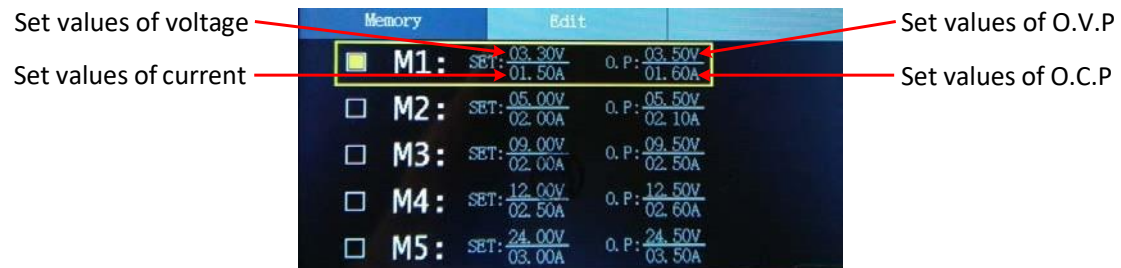 Memory Edit
Set values of voltage
Set values of O.V.P
Set values of current
Set values of O.C.P
M1: SET: 03.30V O.P: 03.50V
01.50A 01.60A
M2: SET: 05.00V O.P: 05.50V
02.00A 02.10A
M3: SET: 09.00V O.P: 09.50V
02.00A 02.50A
M4: SET: 12.00V O.P: 12.50V
02.50A 02.60A
M5: SET: 24.00V O.P: 24.50V
03.00A 03.50A